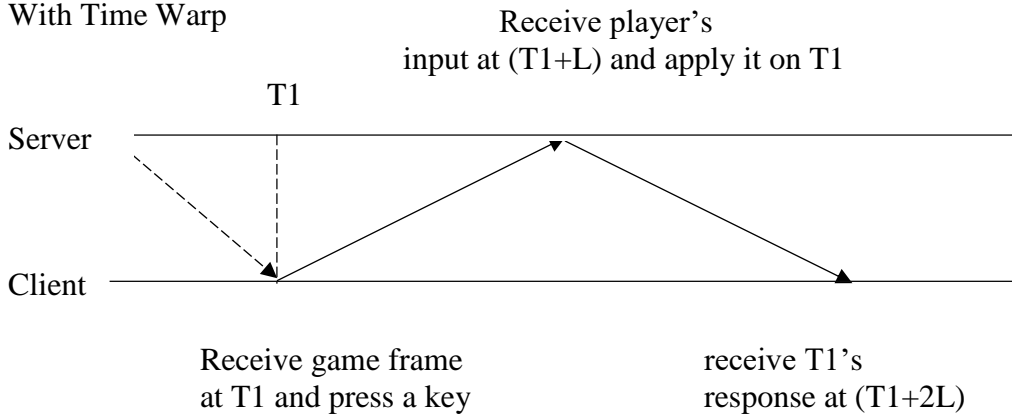 With Time Warp
Receive player's
input at (T1+L) and apply it on T1
T1
Server
Client
Receive game frame
at T1 and press a key
receive T1's
response at (T1+2L)